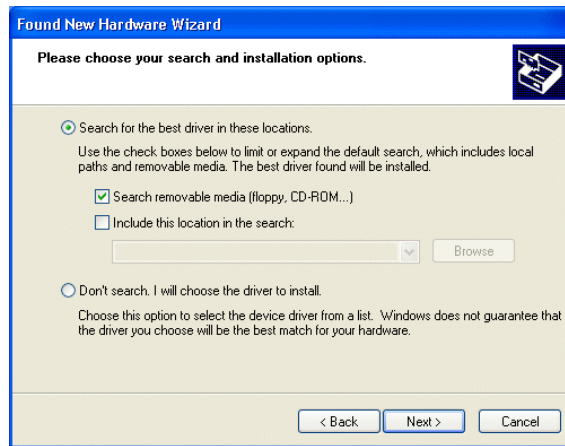 Found New Hardware Wizard
Please choose your search and installation options.
Search for the best driver in these locations.
Use the check boxes below to limit or expand the default search, which includes local
paths and removable media. The best driver found will be installed.
Search removable media (floppy, CD-ROM...)
Include this location in the search:
Browse
Don't search. I will choose the driver to install.
Choose this option to select the device driver from a list. Windows does not guarantee that
the driver you choose will be the best match for your hardware.
< Back Next > Cancel